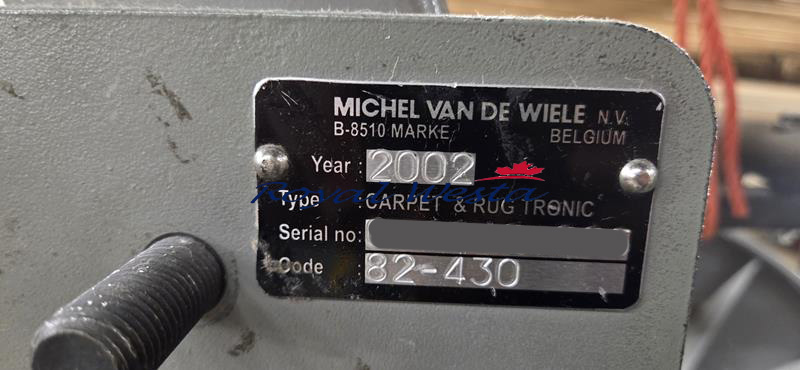 MICHEL VAN DE WIELE N.V.
B-8510 MARKE BELGIUM
Year : 2002
Royal Westa
Type CARPET & RUG TRONIC
Serial no:
Code : 82-430